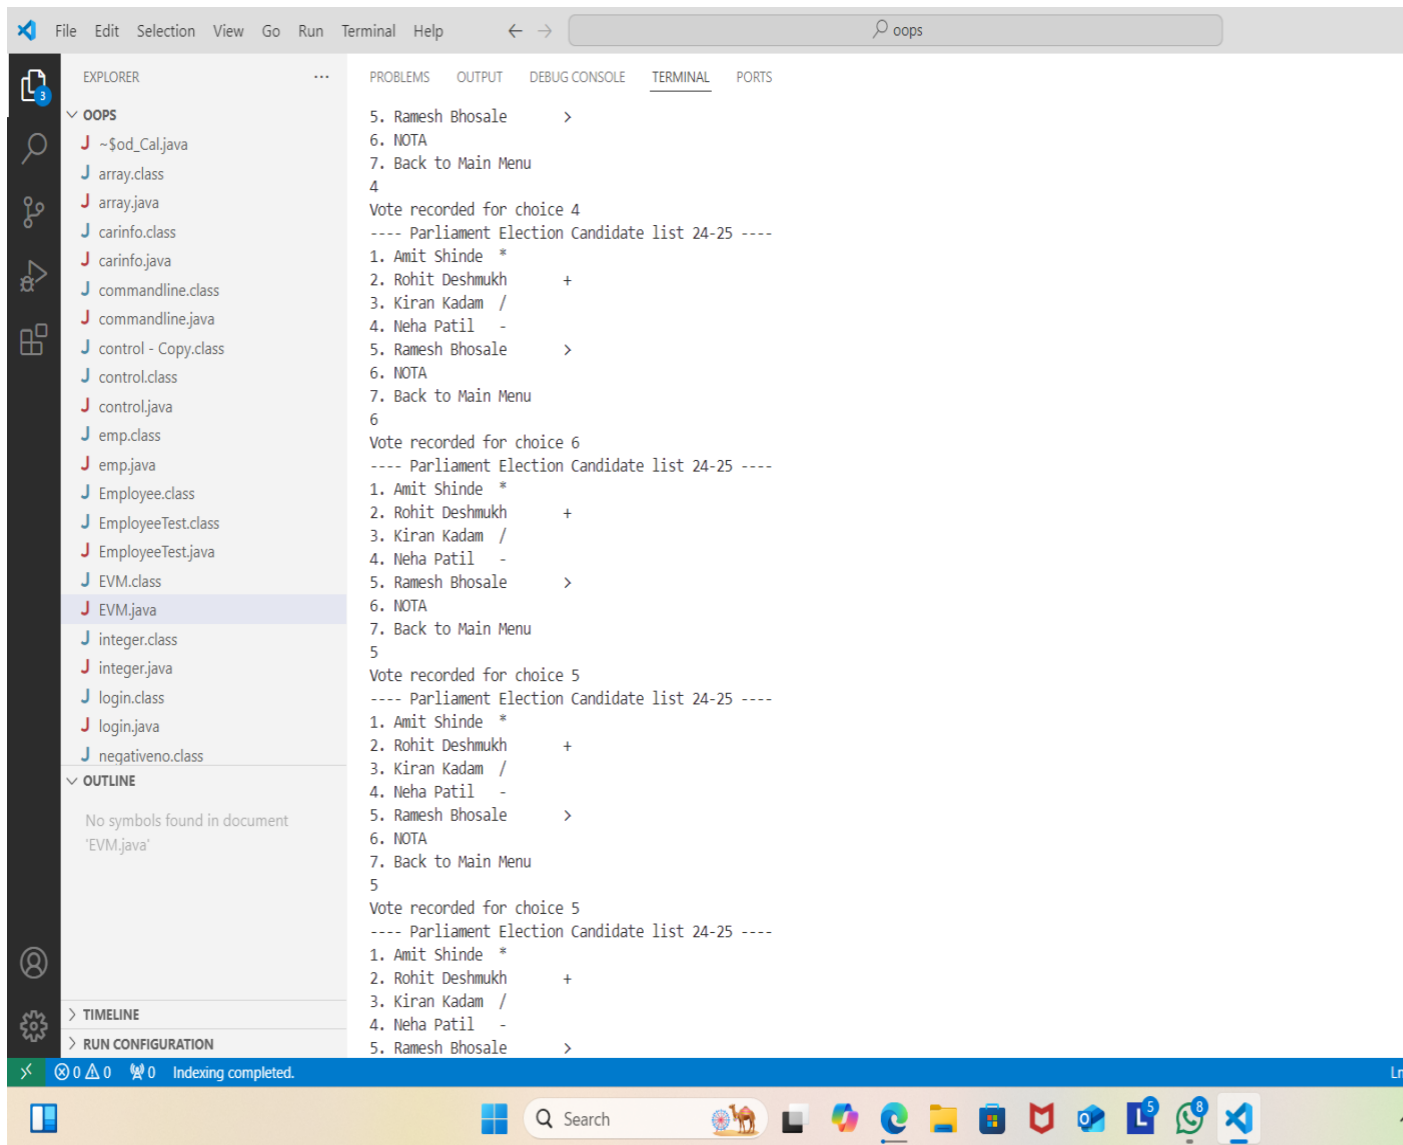 File Edit Selection View Go Run Terminal Help oops
EXPLORER ...
OOPS
J ~$od_Cal.java
J array.class
J array.java
J carinfo.class
J carinfo.java
J commandline.class
J commandline.java
J control - Copy.class
J control.class
J control.java
J emp.class
J emp.java
J Employee.class
J EmployeeTest.class
J EmployeeTest.java
J EVM.class
J EVM.java
J integer.class
J integer.java
J login.class
J login.java
J negativeno.class
OUTLINE
No symbols found in document
'EVM.java'
TIMELINE
RUN CONFIGURATION
PROBLEMS OUTPUT DEBUG CONSOLE TERMINAL PORTS
5. Ramesh Bhosale >
6. NOTA
7. Back to Main Menu
4
Vote recorded for choice 4
---- Parliament Election Candidate list 24-25 ----
1. Amit Shinde *
2. Rohit Deshmukh +
3. Kiran Kadam /
4. Neha Patil -
5. Ramesh Bhosale >
6. NOTA
7. Back to Main Menu
6
Vote recorded for choice 6
---- Parliament Election Candidate list 24-25 ----
1. Amit Shinde *
2. Rohit Deshmukh +
3. Kiran Kadam /
4. Neha Patil -
5. Ramesh Bhosale >
6. NOTA
7. Back to Main Menu
5
Vote recorded for choice 5
---- Parliament Election Candidate list 24-25 ----
1. Amit Shinde *
2. Rohit Deshmukh +
3. Kiran Kadam /
4. Neha Patil -
5. Ramesh Bhosale >
6. NOTA
7. Back to Main Menu
5
Vote recorded for choice 5
---- Parliament Election Candidate list 24-25 ----
1. Amit Shinde *
2. Rohit Deshmukh +
3. Kiran Kadam /
4. Neha Patil -
5. Ramesh Bhosale >
3
0 0 0 Indexing completed. Ln
Search L 5 8